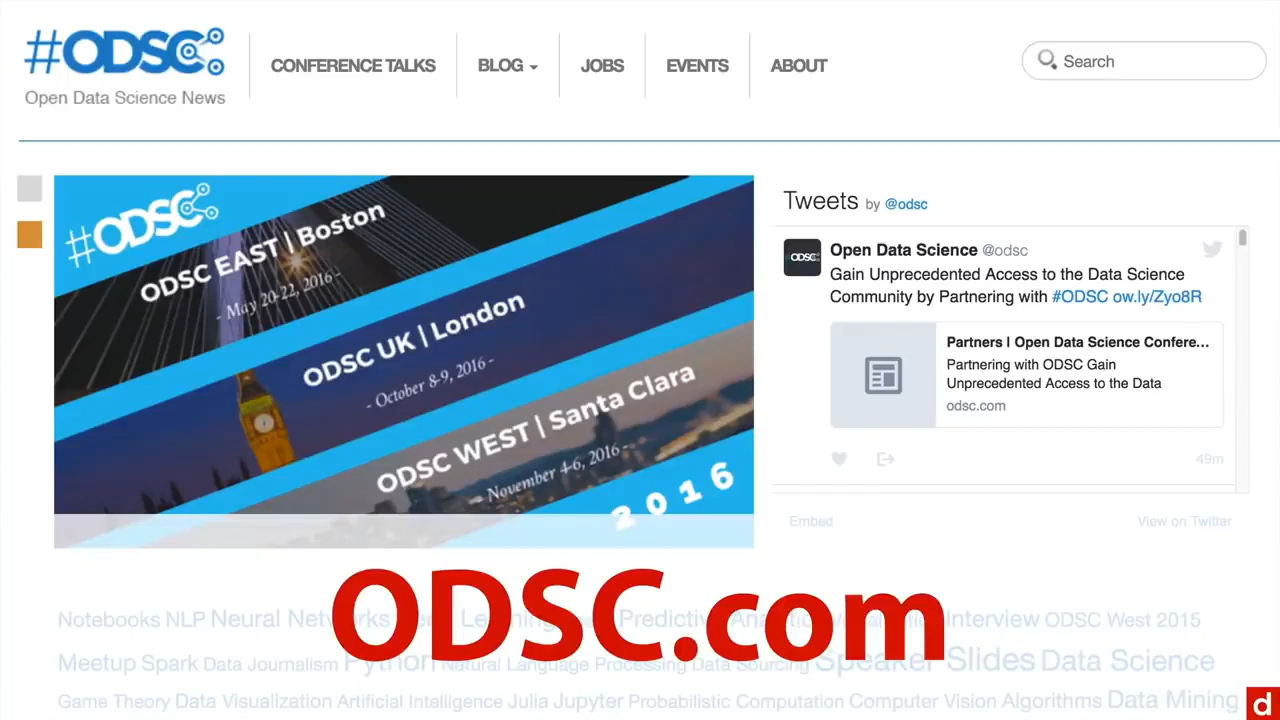 #ODSC
Open Data Science News
CONFERENCE TALKS
BLOG
JOBS
EVENTS
ABOUT
Search
#ODSC
ODSC EAST | Boston
- May 20-22, 2016 -
ODSC UK | London
- October 8-9, 2016 -
ODSC WEST | Santa Clara
- November 4-6, 2016 -
2016
Tweets by @odsc
ODSC
Open Data Science @odsc
Gain Unprecedented Access to the Data Science
Community by Partnering with #ODSC ow.ly/Zyo8R
Partners I Open Data Science Confere...
Partnering with ODSC Gain
Unprecedented Access to the Data
odsc.com
49m
Embed
View on Twitter
ODSC.com
Notebooks NLP Neural Networks Learning Predictive Analytics Interview ODSC West 2015
Meetup Spark Data Journalism Python Natural Language Processing Data Sourcing Speaker Slides Data Science
Game Theory Data Visualization Artificial Intelligence Julia Jupyter Probabilistic Computation Computer Vision Algorithms Data Mining
d